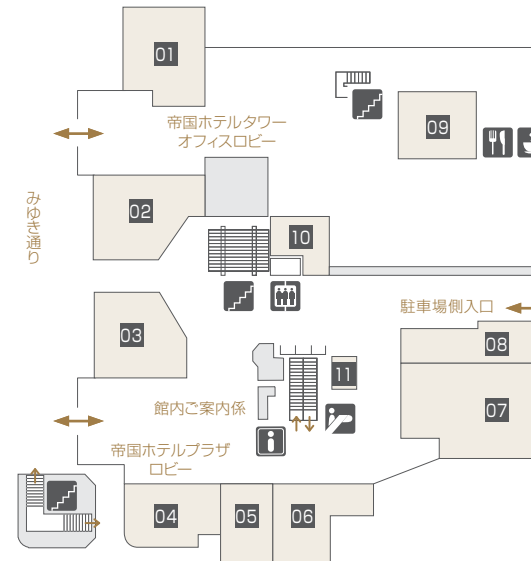 01
帝国ホテルタワー
オフィスロビー
09
みゆき通り
02
10
駐車場側入口
03
08
11
館内ご案内係
07
帝国ホテルプラザ
ロビー
04
05
06